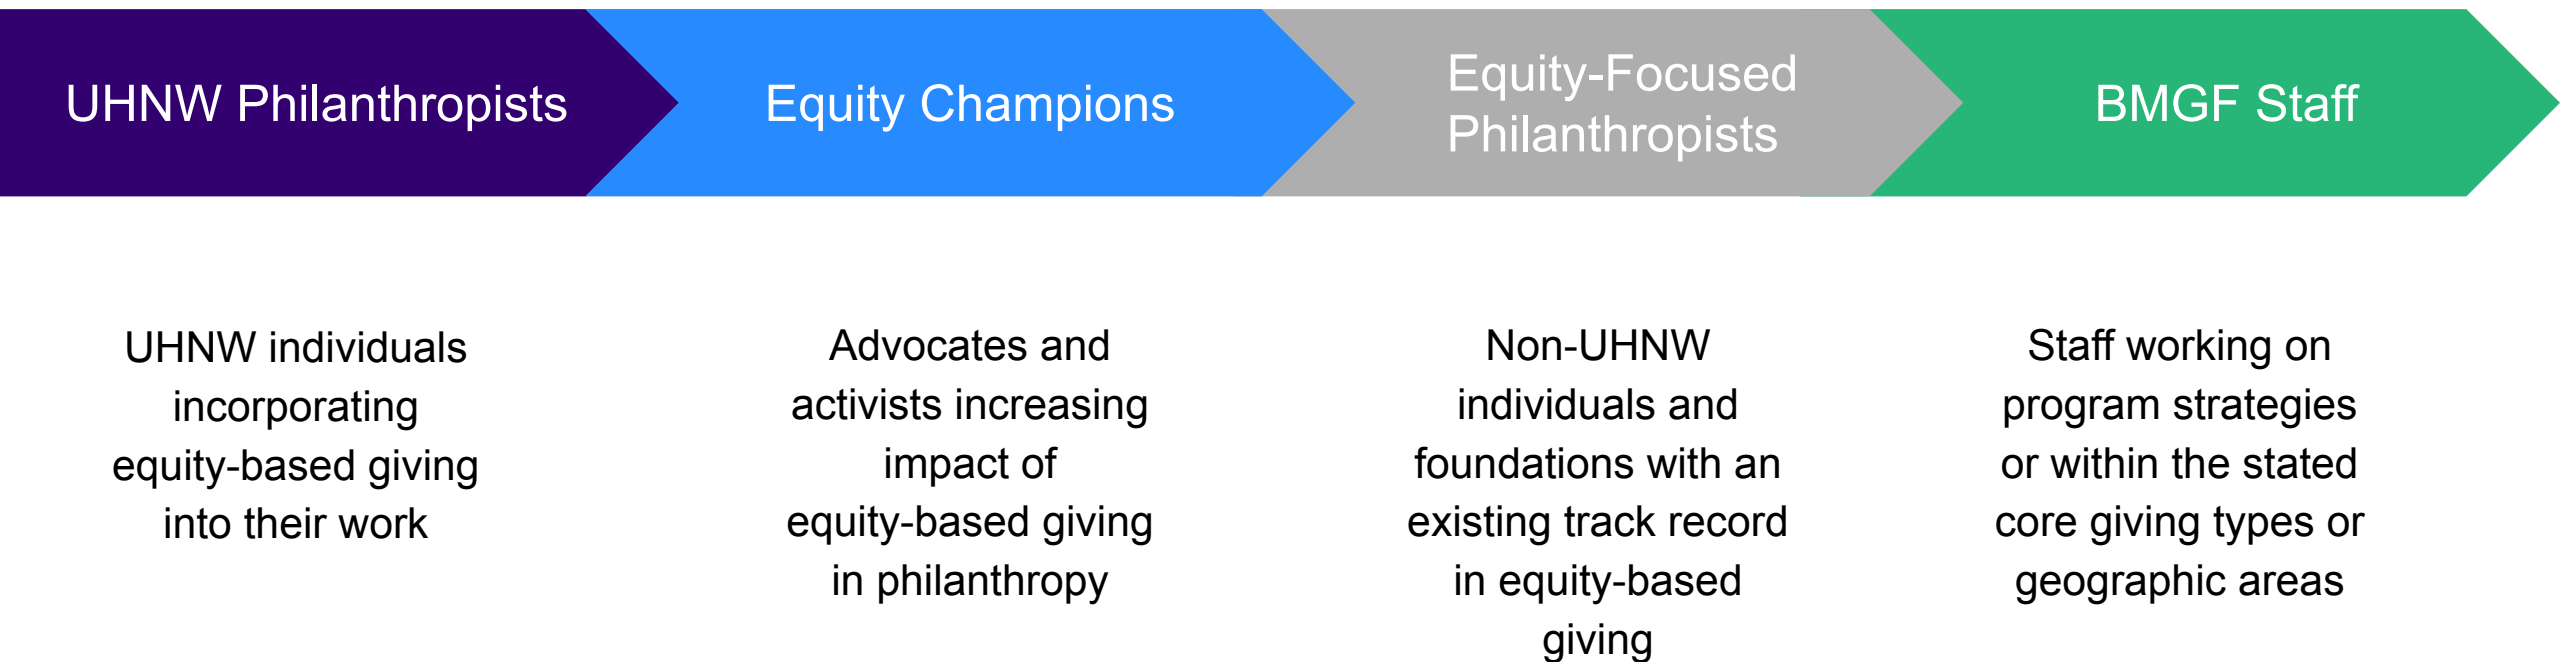 UHNW Philanthropists
Equity Champions
Equity-Focused
Philanthropists
BMGF Staff
UHNW individuals
incorporating
equity-based giving
into their work
Advocates and
activists increasing
impact of
equity-based giving
in philanthropy
Non-UHNW
individuals and
foundations with an
existing track record
in equity-based
giving
Staff working on
program strategies
or within the stated
core giving types or
geographic areas